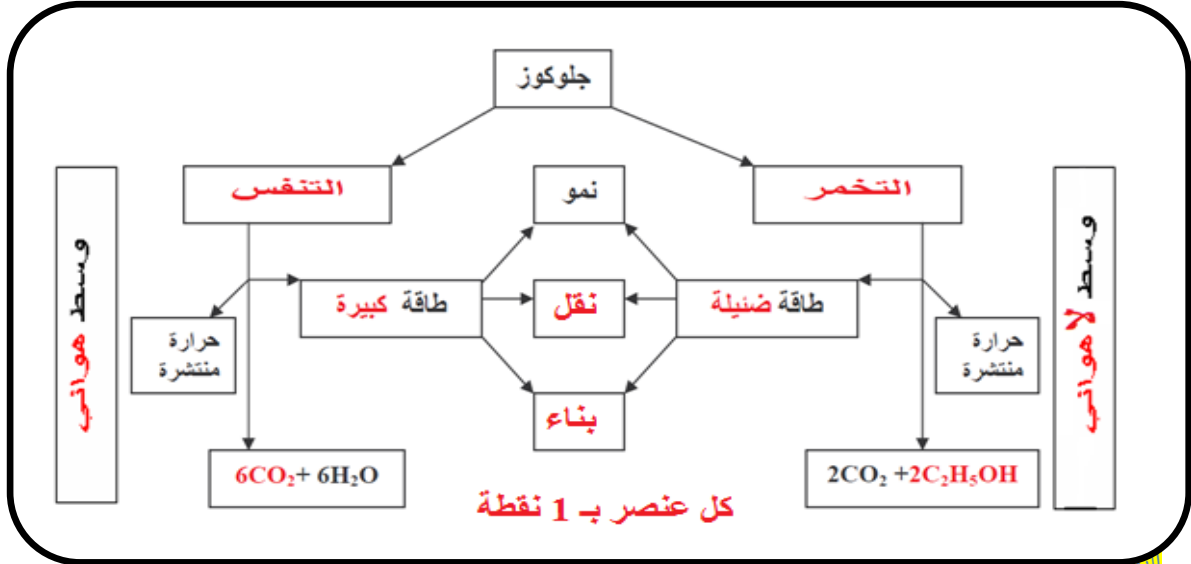 جلوكوز
التنفس
نمو
التخمر
وسط هوائي
وسط لاهوائي
طاقة كبيرة
نقل
طاقة ضئيلة
حرارة
منتشرة
حرارة
منتشرة
بناء
6CO₂+ 6H₂O
2CO₂ +2C₂H₅OH
كل عنصر بـ 1 نقطة